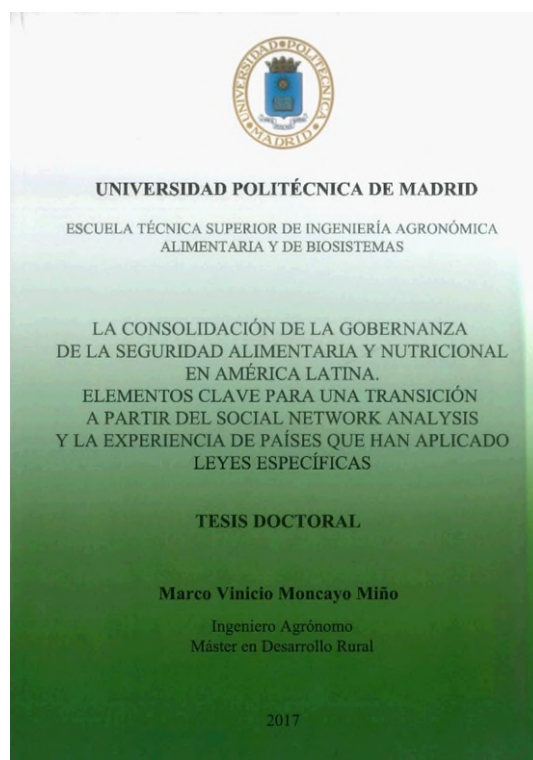 UNIVERSIDAD POLITÉCNICA
MADRID
UNIVERSIDAD POLITÉCNICA DE MADRID
ESCUELA TÉCNICA SUPERIOR DE INGENIERÍA AGRONÓMICA
ALIMENTARIA Y DE BIOSISTEMAS
LA CONSOLIDACIÓN DE LA GOBERNANZA
DE LA SEGURIDAD ALIMENTARIA Y NUTRICIONAL
EN AMÉRICA LATINA.
ELEMENTOS CLAVE PARA UNA TRANSICIÓN
A PARTIR DEL SOCIAL NETWORK ANALYSIS
Y LA EXPERIENCIA DE PAÍSES QUE HAN APLICADO
LEYES ESPECÍFICAS
TESIS DOCTORAL
Marco Vinicio Moncayo Miño
Ingeniero Agrónomo
Máster en Desarrollo Rural
2017